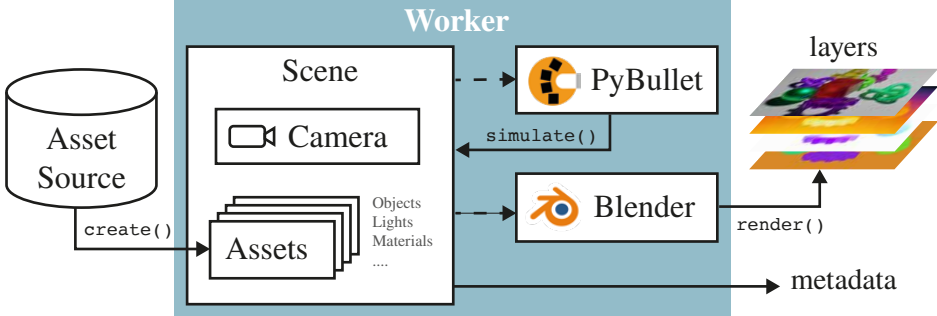 Worker
layers
Scene
PyBullet
Asset
Source
Camera
simulate()
Objects
Lights
Materials
....
Assets
Blender
create()
render()
metadata